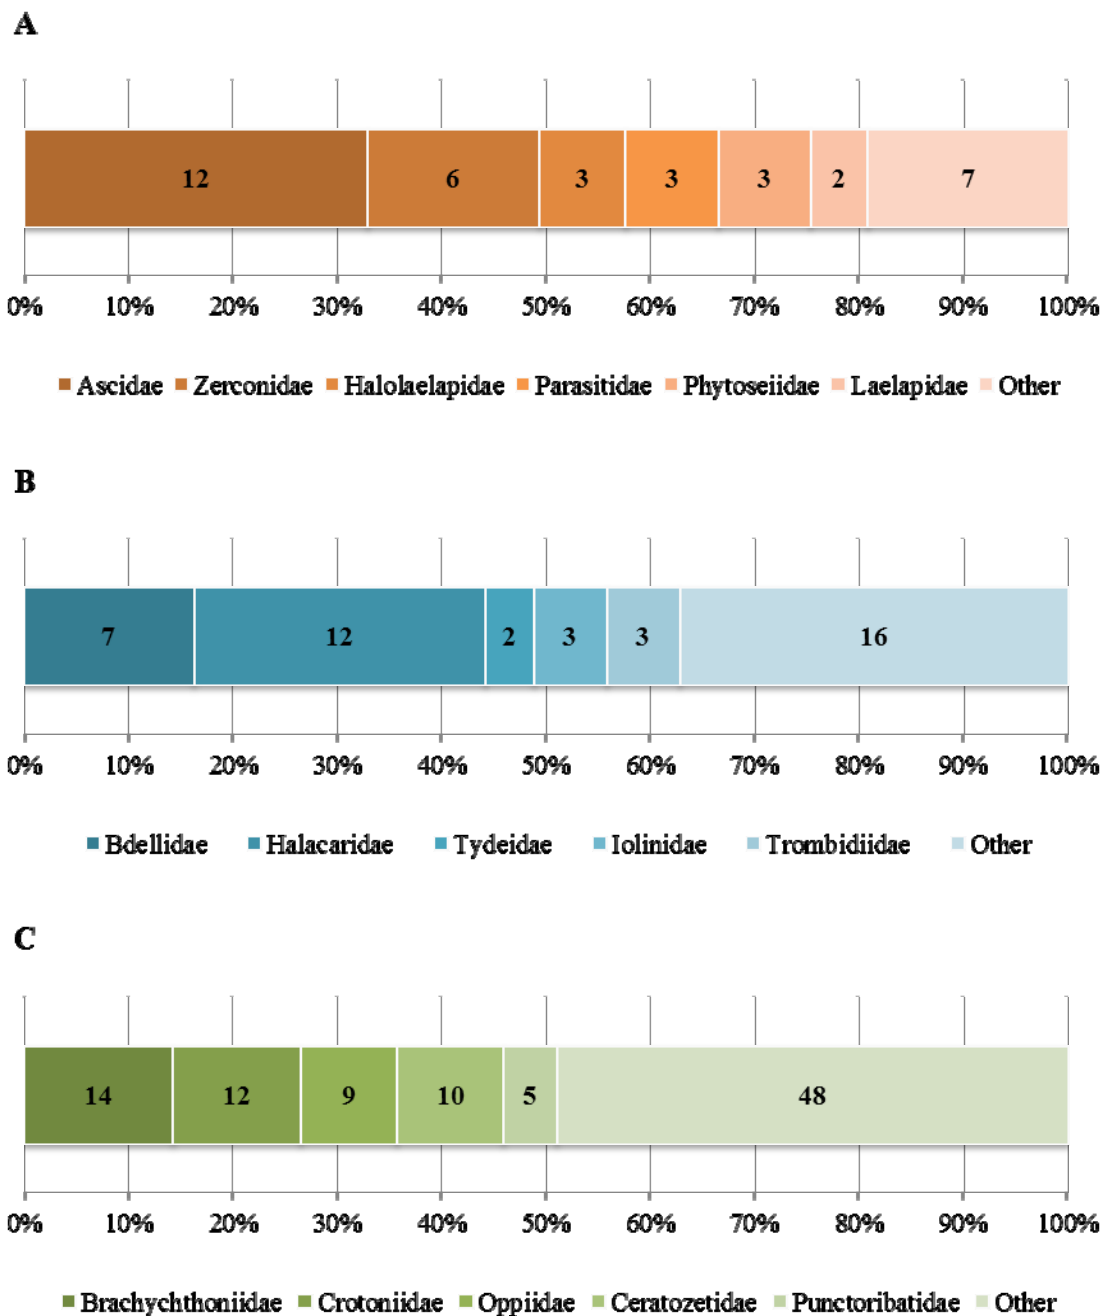 A
12 6 3 3 3 2 7
0% 10% 20% 30% 40% 50% 60% 70% 80% 90% 100%
Ascidae Zerconidae Halolaelapidae Parasitidae Phytoseiidae Laelapidae Other
B
7 12 2 3 3 16
0% 10% 20% 30% 40% 50% 60% 70% 80% 90% 100%
Bdellidae Halacaridae Tydeidae Iolinidae Trombidiidae Other
C
14 12 9 10 5 48
0% 10% 20% 30% 40% 50% 60% 70% 80% 90% 100%
Brachychthoniidae Crotoniidae Oppiidae Ceratozetidae Punctoribatidae Other